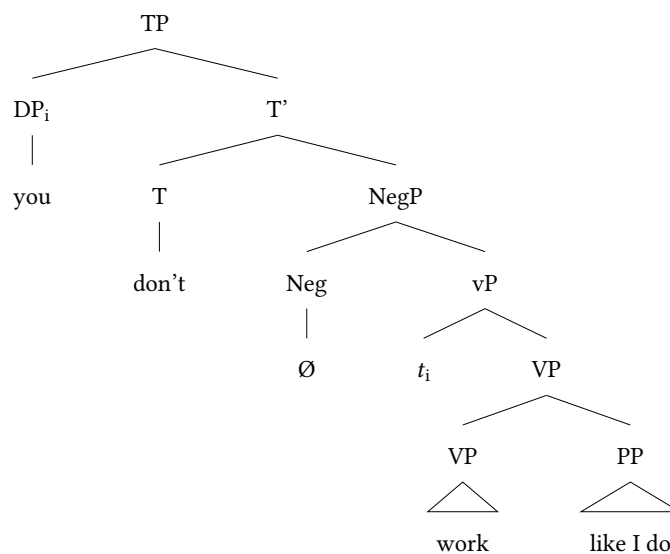 TP
DPi T’
you T NegP
don’t Neg vP
Ø ti VP
VP PP
work like I do